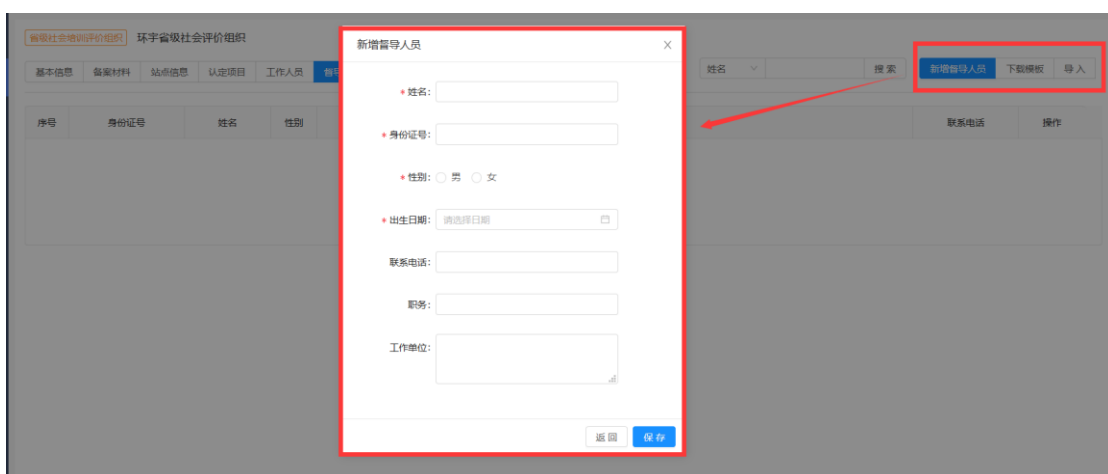 省级社会培训评价组织 环宇省级社会评价组织
基本信息 备案材料 站点信息 认定项目 工作人员 督导
姓名 搜索 新增督导人员 下载模板 导入
序号 身份证号 姓名 性别 联系电话 操作
新增督导人员
*姓名:
*身份证号:
*性别: 男 女
*出生日期: 请选择日期
联系电话:
职务:
工作单位:
返回 保存